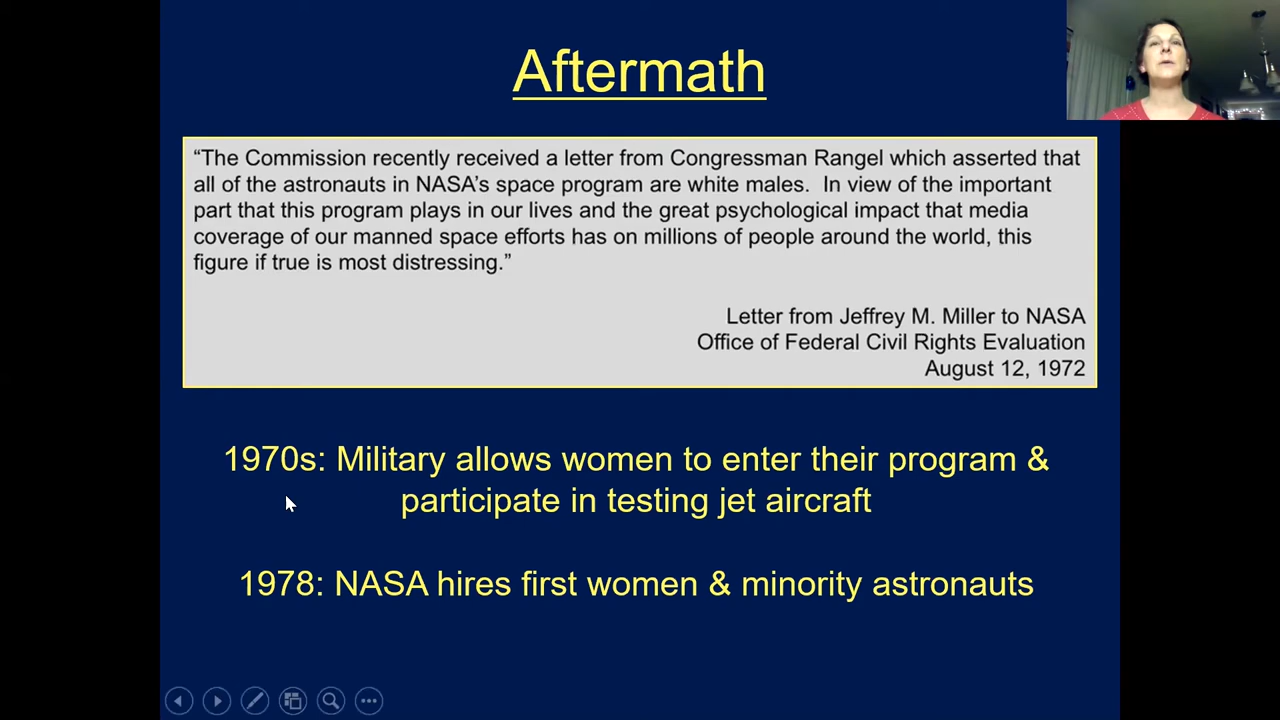 Aftermath
“The Commission recently received a letter from Congressman Rangel which asserted that
all of the astronauts in NASA’s space program are white males.  In view of the important
part that this program plays in our lives and the great psychological impact that media
coverage of our manned space efforts has on millions of people around the world, this
figure if true is most distressing.”
Letter from Jeffrey M. Miller to NASA
Office of Federal Civil Rights Evaluation
August 12, 1972
1970s: Military allows women to enter their program &
participate in testing jet aircraft
1978: NASA hires first women & minority astronauts